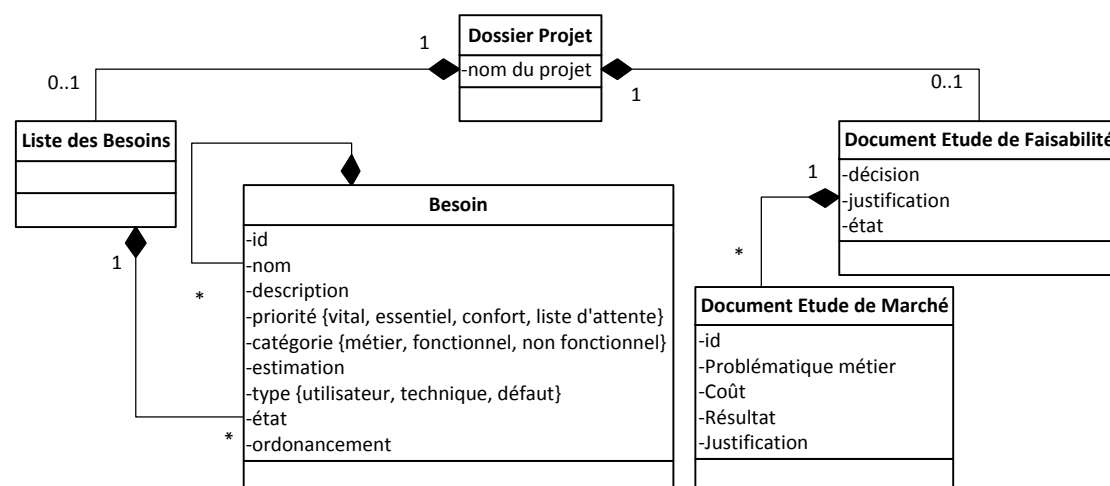 Dossier Projet
-nom du projet
1
1
0..1
0..1
Liste des Besoins
1
*
Besoin
-id
-nom
-description
-priorité {vital, essentiel, confort, liste d'attente}
-catégorie {métier, fonctionnel, non fonctionnel}
-estimation
-type {utilisateur, technique, défaut}
-état
-ordonancement
*
Document Etude de Faisabilité
-décision
-justification
-état
1
*
Document Etude de Marché
-id
-Problématique métier
-Coût
-Résultat
-Justification